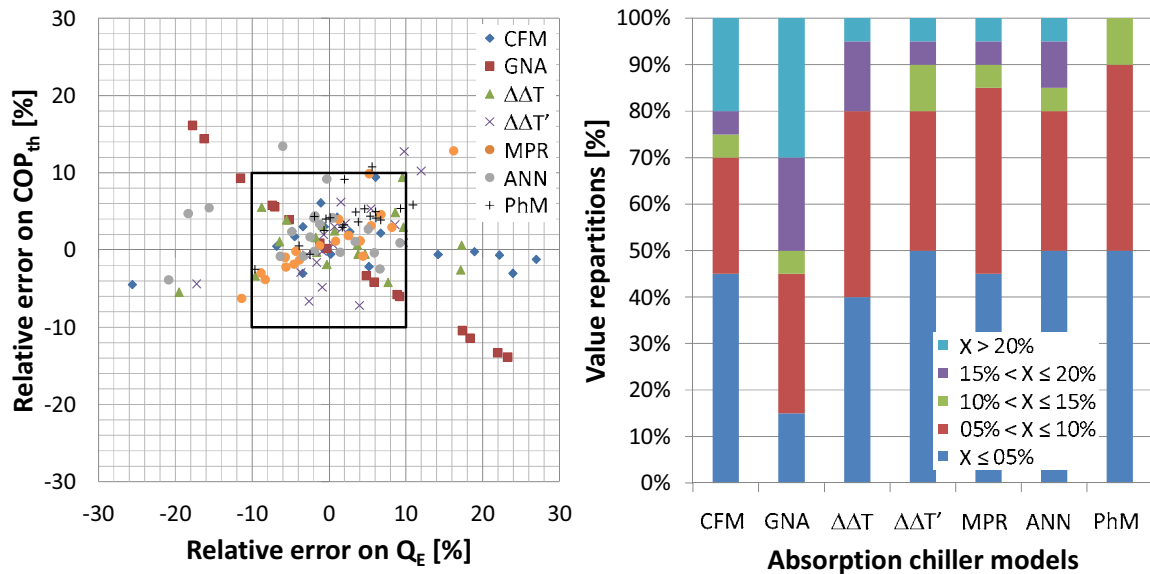 Relative error on COPth [%]
30
20
10
0
-10
-20
-30
-30
-20
-10
0
10
20
30
Relative error on QE [%]
CFM
GNA
ΔΔT
ΔΔT’
MPR
ANN
PhM
Value repartitions [%]
100%
90%
80%
70%
60%
50%
40%
30%
20%
10%
0%
X > 20%
15% < X ≤ 20%
10% < X ≤ 15%
05% < X ≤ 10%
X ≤ 05%
CFM
GNA
ΔΔT
ΔΔT’
MPR
ANN
PhM
Absorption chiller models